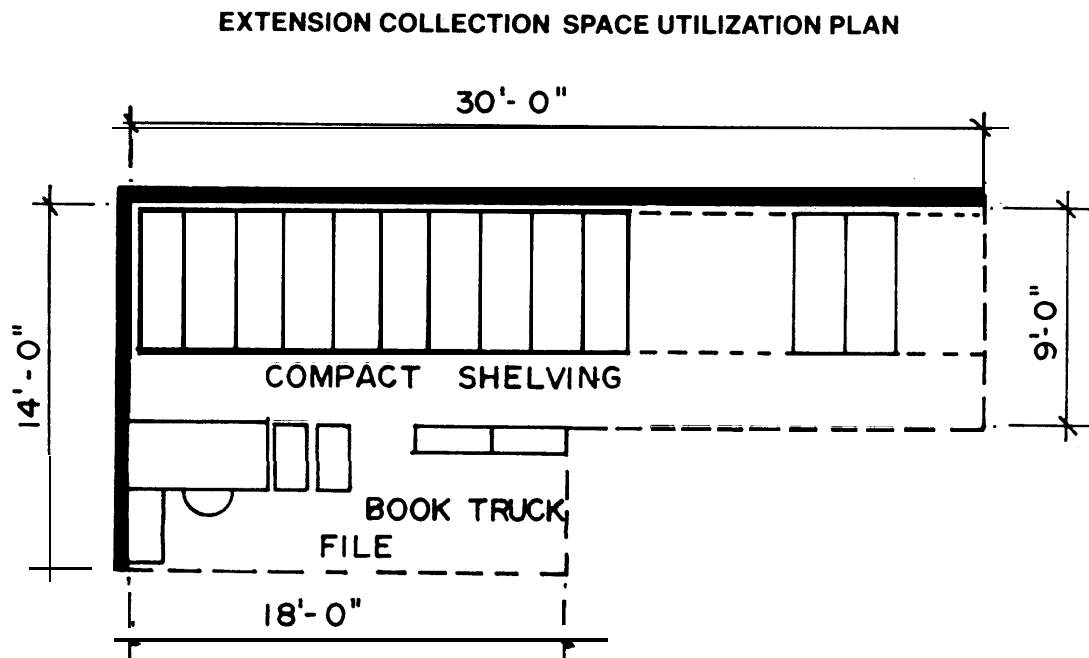 EXTENSION COLLECTION SPACE UTILIZATION PLAN
30'-0"
14'-0"
9'-0"
COMPACT SHELVING
BOOK TRUCK
FILE
18'-0"